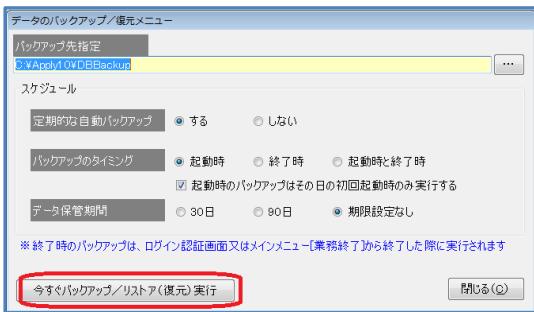 データのバックアップ／復元メニュー
バックアップ先指定
C:¥Apply10¥DBBackup
...
スケジュール
定期的な自動バックアップ する しない
バックアップのタイミング 起動時 終了時 起動時と終了時
起動時のバックアップはその日の初回起動時のみ実行する
データ保管期間 30日 90日 期限設定なし
※終了時のバックアップは、ログイン認証画面又はメインメニュー[業務終了]から終了した際に実行されます
今すぐバックアップ／リストア(復元)実行
閉じる(C)